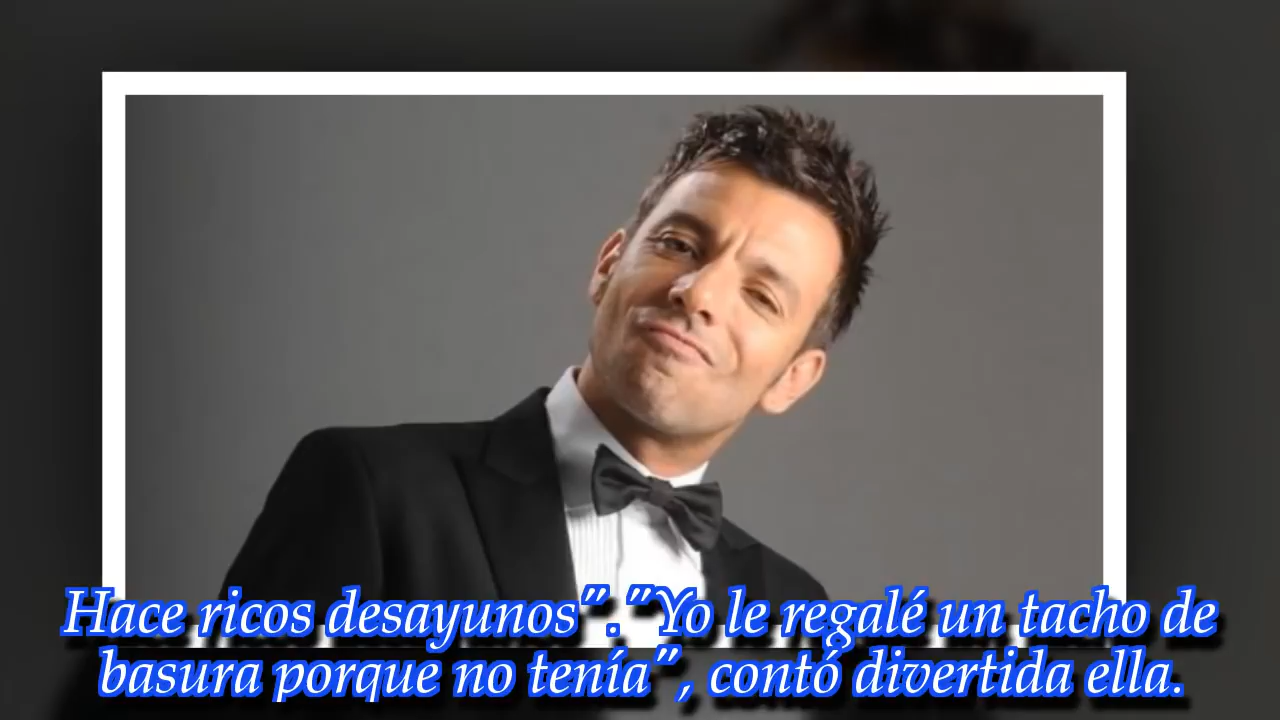 Hace ricos desayunos”. ”Yo le regalé un tacho de
basura porque no tenía”, contó divertida ella.